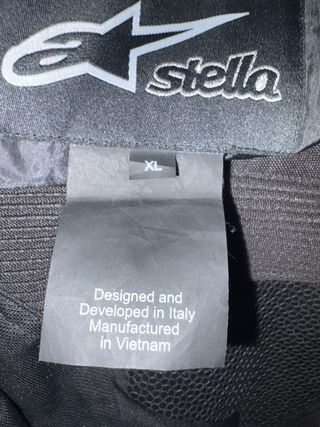 stella
XL
Designed and
Developed in Italy
Manufactured
in Vietnam